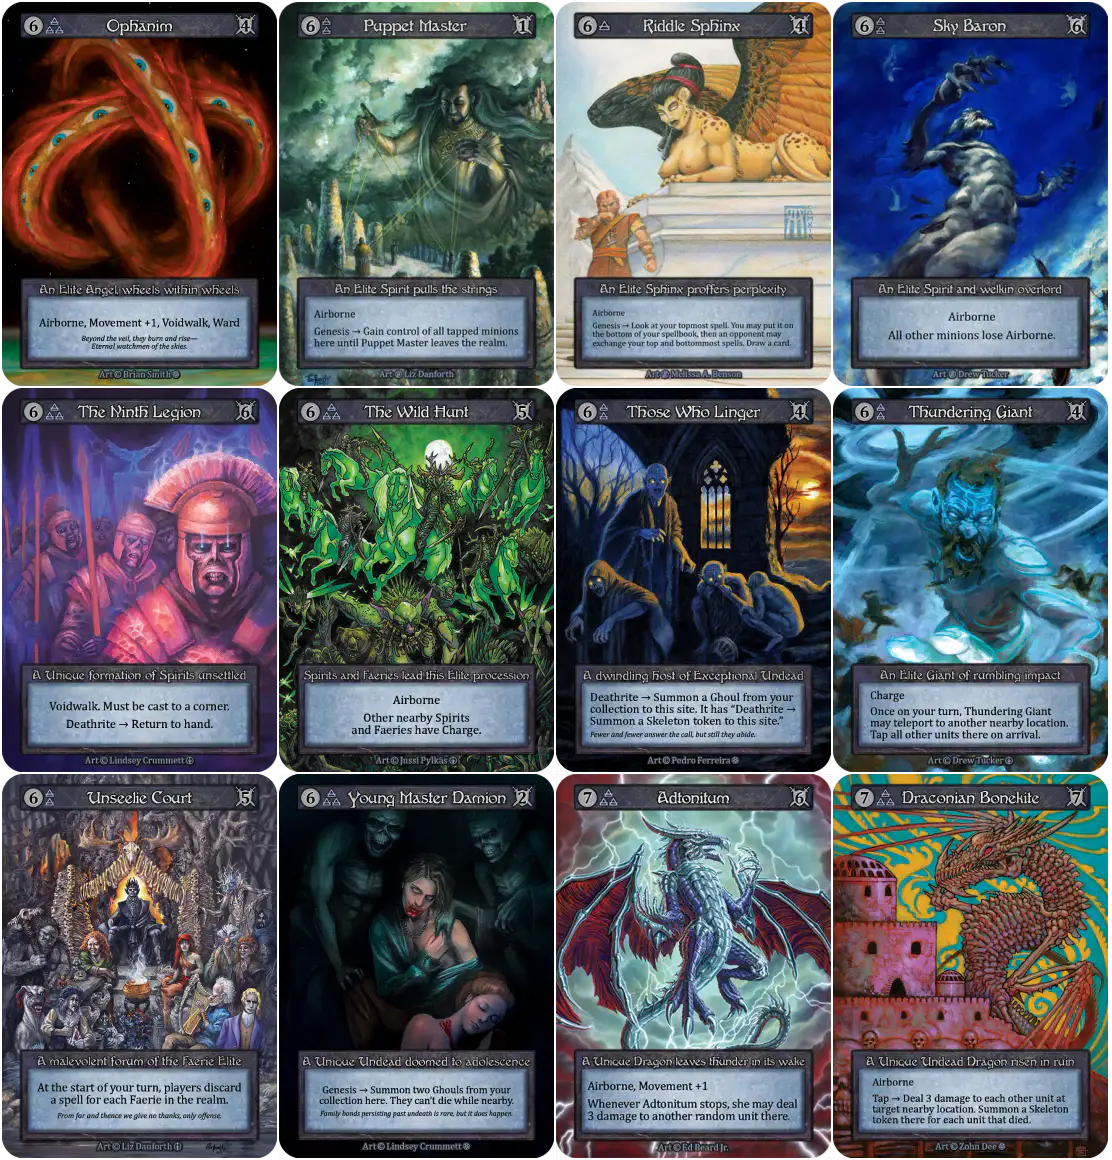 6 Ophanim 4
An Elite Angel, wheels within wheels
Airborne, Movement +1, Voidwalk, Ward
Beyond the veil, they burn and rise—
Eternal watchmen of the skies.
Art © Brian Smith
6 Puppet Master 1
An Elite Spirit pulls the strings
Airborne
Genesis → Gain control of all tapped minions
here until Puppet Master leaves the realm.
Art © Liz Danforth
6 Riddle Sphinx 4
An Elite Sphinx proffers perplexity
Airborne
Genesis → Look at your topmost spell. You may put it on
the bottom of your spellbook, then an opponent may
exchange your top and bottommost spells. Draw a card.
Art © Melissa A. Benson
6 Sky Baron 6
An Elite Spirit and welkin overlord
Airborne
All other minions lose Airborne.
Art © Drew Tucker
6 The Ninth Legion 6
A Unique formation of Spirits unsettled
Voidwalk. Must be cast to a corner.
Deathrite → Return to hand.
Art © Lindsey Crummett
6 The Wild Hunt 5
Spirits and Faeries lead this Elite procession
Airborne
Other nearby Spirits
and Faeries have Charge.
Art © Jussi Pylkäs
6 Those Who Linger 4
A dwindling host of Exceptional Undead
Deathrite → Summon a Ghoul from your
collection to this site. It has “Deathrite →
Summon a Skeleton token to this site.”
Fewer and fewer answer the call, but still they abide.
Art © Pedro Ferreira
6 Thundering Giant 4
An Elite Giant of rumbling impact
Charge
Once on your turn, Thundering Giant
may teleport to another nearby location.
Tap all other units there on arrival.
Art © Drew Tucker
6 Unseelie Court 5
A malevolent forum of the Faerie Elite
At the start of your turn, players discard
a spell for each Faerie in the realm.
From far and thence we give no thanks, only offense.
Art © Liz Danforth
6 Young Master Damion 2
A Unique Undead doomed to adolescence
Genesis → Summon two Ghouls from your
collection here. They can't die while nearby.
Family bonds persisting past undeath is rare, but it does happen.
Art © Lindsey Crummett
7 Adtonitum 6
A Unique Dragon leaves thunder in its wake
Airborne, Movement +1
Whenever Adtonitum stops, she may deal
3 damage to another random unit there.
Art © Ed Beard Jr.
7 Draconian Bonekite 7
A Unique Undead Dragon risen in ruin
Airborne
Tap → Deal 3 damage to each other unit at
target nearby location. Summon a Skeleton
token there for each unit that died.
Art © Zohn Dee